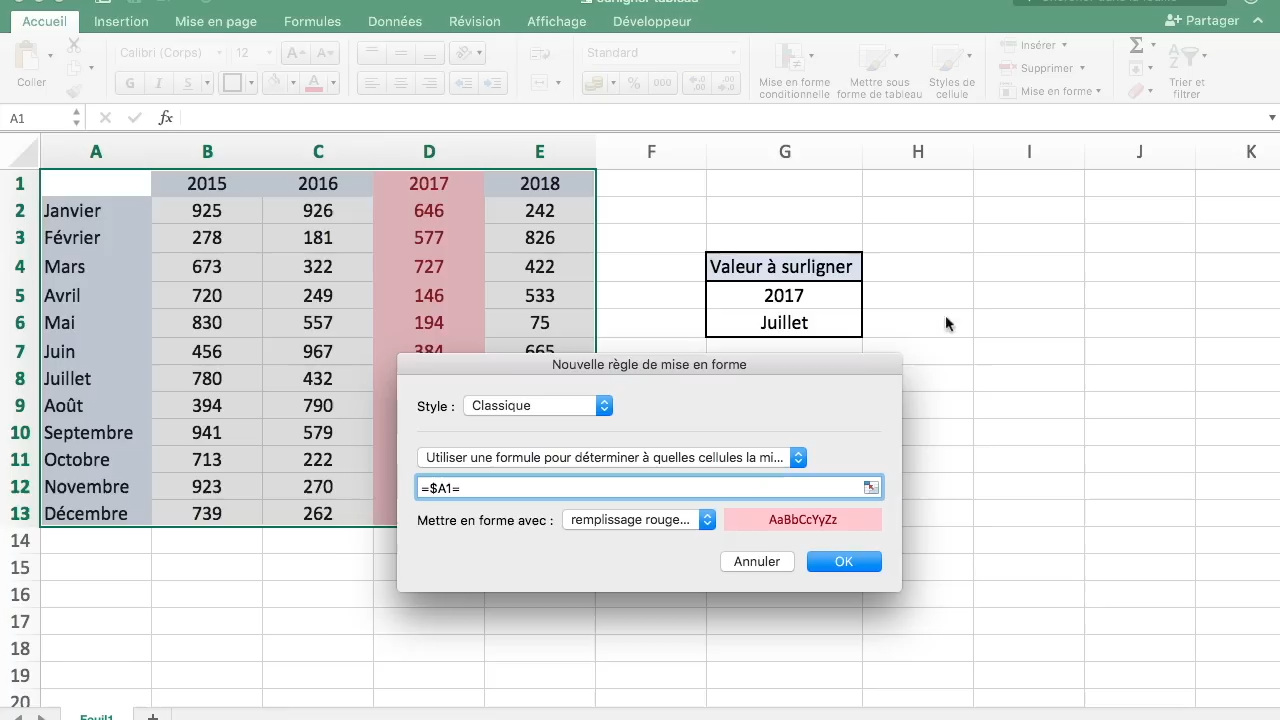 surligner tableau
Accueil Insertion Mise en page Formules Données Révision Affichage Développeur Partager
Coller Calibri (Corps) 12 A A Standard Insérer
G I S A % 000 Mise en forme conditionnelle Mettre sous forme de tableau Styles de cellule Supprimer Mise en forme Trier et filtrer
A1 fx
A B C D E F G H I J K
1 2015 2016 2017 2018
2 Janvier 925 926 646 242
3 Février 278 181 577 826
4 Mars 673 322 727 422 Valeur à surligner
5 Avril 720 249 146 533 2017
6 Mai 830 557 194 75 Juillet
7 Juin 456 967 384 665
Nouvelle règle de mise en forme
8 Juillet 780 432
Style : Classique
9 Août 394 790
10 Septembre 941 579
11 Octobre 713 222
Utiliser une formule pour déterminer à quelles cellules la mi...
12 Novembre 923 270
=$A1=
13 Décembre 739 262
Mettre en forme avec : remplissage rouge... AaBbCcYyZz
14
Annuler OK
15
16
17
18
19
20
Feuil1 +